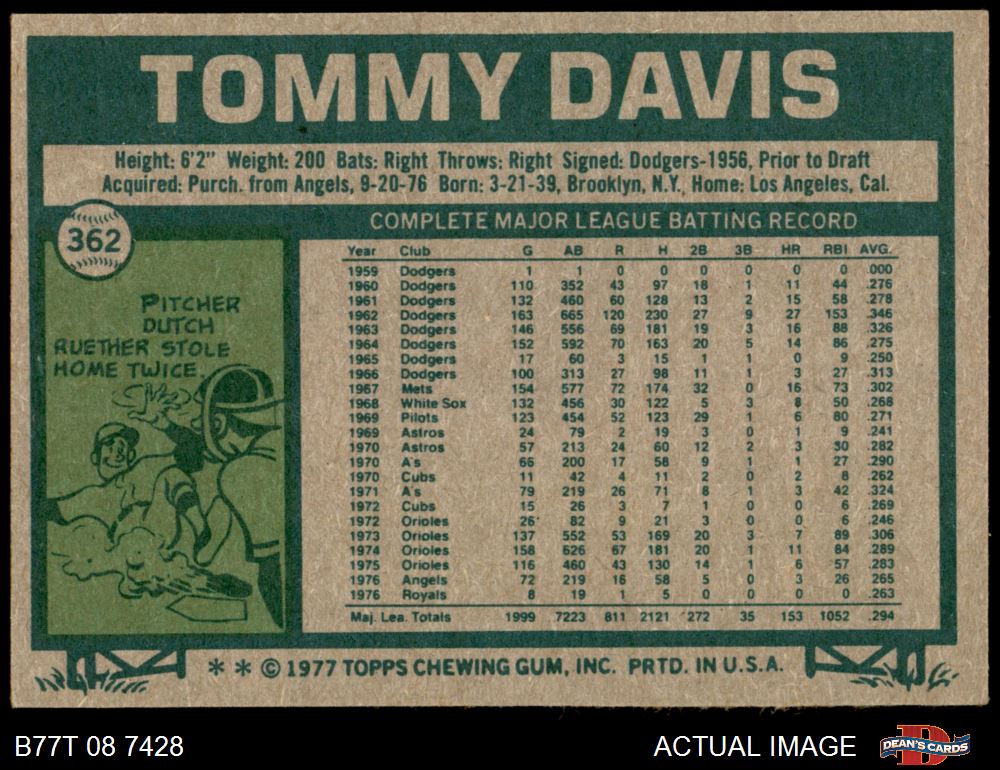 TOMMY DAVIS
Height: 6'2" Weight: 200 Bats: Right Throws: Right Signed: Dodgers-1956, Prior to Draft
Acquired: Purch. from Angels, 9-20-76 Born: 3-21-39, Brooklyn, N.Y., Home: Los Angeles, Cal.
362
COMPLETE MAJOR LEAGUE BATTING RECORD
PITCHER
DUTCH
RUETHER STOLE
HOME TWICE.
Year Club G AB R H 2B 3B HR RBI AVG.
1959 Dodgers 1 1 0 0 0 0 0 0 .000
1960 Dodgers 110 352 43 97 18 1 11 44 .276
1961 Dodgers 132 460 60 128 13 2 15 58 .278
1962 Dodgers 163 665 120 230 27 9 27 153 .346
1963 Dodgers 146 556 69 181 19 3 16 88 .326
1964 Dodgers 152 592 70 163 20 5 14 86 .275
1965 Dodgers 17 60 3 15 1 1 0 9 .250
1966 Dodgers 100 313 27 98 11 1 3 27 .313
1967 Mets 154 577 72 174 32 0 16 73 .302
1968 White Sox 132 456 30 122 5 3 8 50 .268
1969 Pilots 123 454 52 123 29 1 6 80 .271
1969 Astros 24 79 2 19 3 0 1 9 .241
1970 Astros 57 213 24 60 12 2 3 30 .282
1970 A's 66 200 17 58 9 1 1 27 .290
1970 Cubs 11 42 4 11 2 0 2 8 .262
1971 A's 79 219 26 71 8 1 3 42 .324
1972 Cubs 15 26 3 7 1 0 0 6 .269
1972 Orioles 26 82 9 21 3 0 0 6 .246
1973 Orioles 137 552 53 169 20 3 7 89 .306
1974 Orioles 158 626 67 181 20 1 11 84 .289
1975 Orioles 116 460 43 130 14 1 6 57 .283
1976 Angels 72 219 16 58 5 0 3 26 .265
1976 Royals 8 19 1 5 0 0 0 0 .263
Maj. Lea. Totals 1999 7223 811 2121 272 35 153 1052 .294
** © 1977 TOPPS CHEWING GUM, INC. PRTD. IN U.S.A.
B77T 08 7428
ACTUAL IMAGE
DEAN'S CARDS